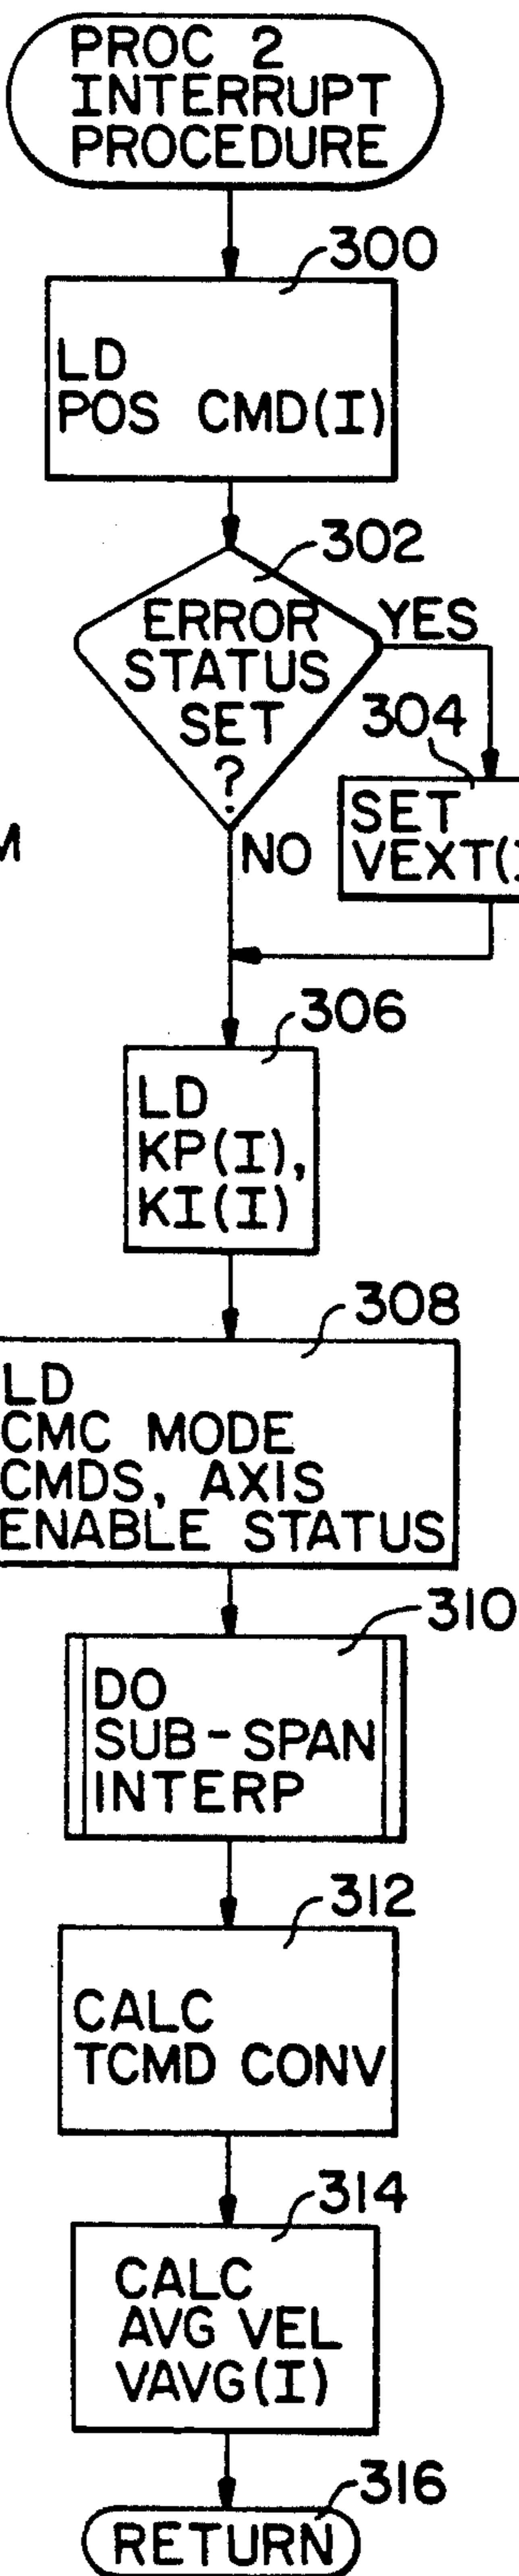 PROC 2
INTERRUPT
PROCEDURE
300
LD
POS CMD(I)
302
ERROR
STATUS
SET
?
YES
304
SET
VEXT(I
M
NO
306
LD
KP(I),
KI(I)
308
LD
CMC MODE
CMDS, AXIS
ENABLE STATUS
310
DO
SUB-SPAN
INTERP
312
CALC
TCMD CONV
314
CALC
AVG VEL
VAVG(I)
316
RETURN